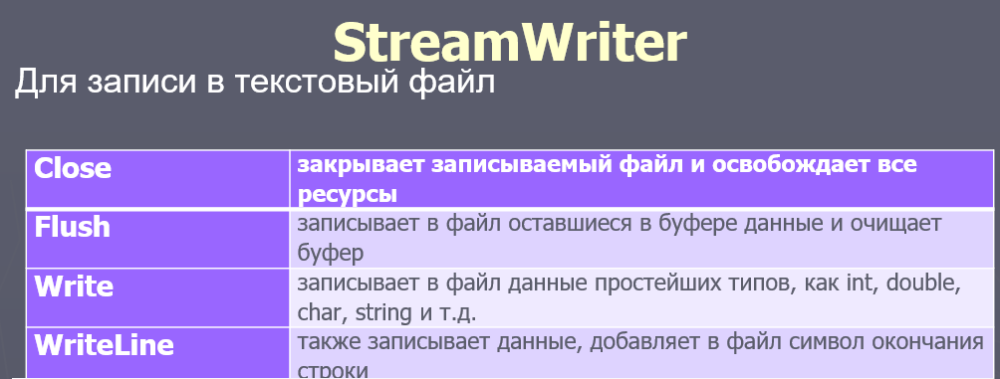 StreamWriter
Для записи в текстовый файл
Close
закрывает записываемый файл и освобождает все
ресурсы
Flush
записывает в файл оставшиеся в буфере данные и очищает
буфер
Write
записывает в файл данные простейших типов, как int, double,
char, string и т.д.
WriteLine
также записывает данные, добавляет в файл символ окончания
строки